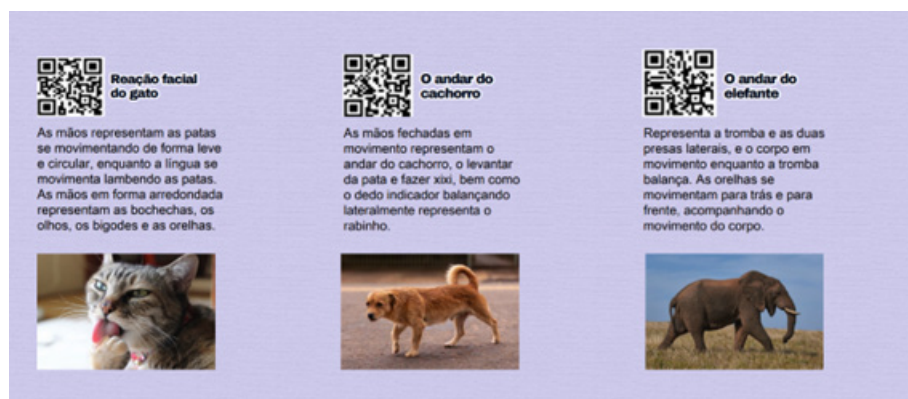 Reação facial
do gato
As mãos representam as patas
se movimentando de forma leve
e circular, enquanto a língua se
movimenta lambendo as patas.
As mãos em forma arredondada
representam as bochechas, os
olhos, os bigodes e as orelhas.
O andar do
cachorro
As mãos fechadas em
movimento representam o
andar do cachorro, o levantar
da pata e fazer xixi, bem como
o dedo indicador balançando
lateralmente representa o
rabinho.
O andar do
elefante
Representa a tromba e as duas
presas laterais, e o corpo em
movimento enquanto a tromba
balança. As orelhas se
movimentam para trás e para
frente, acompanhando o
movimento do corpo.